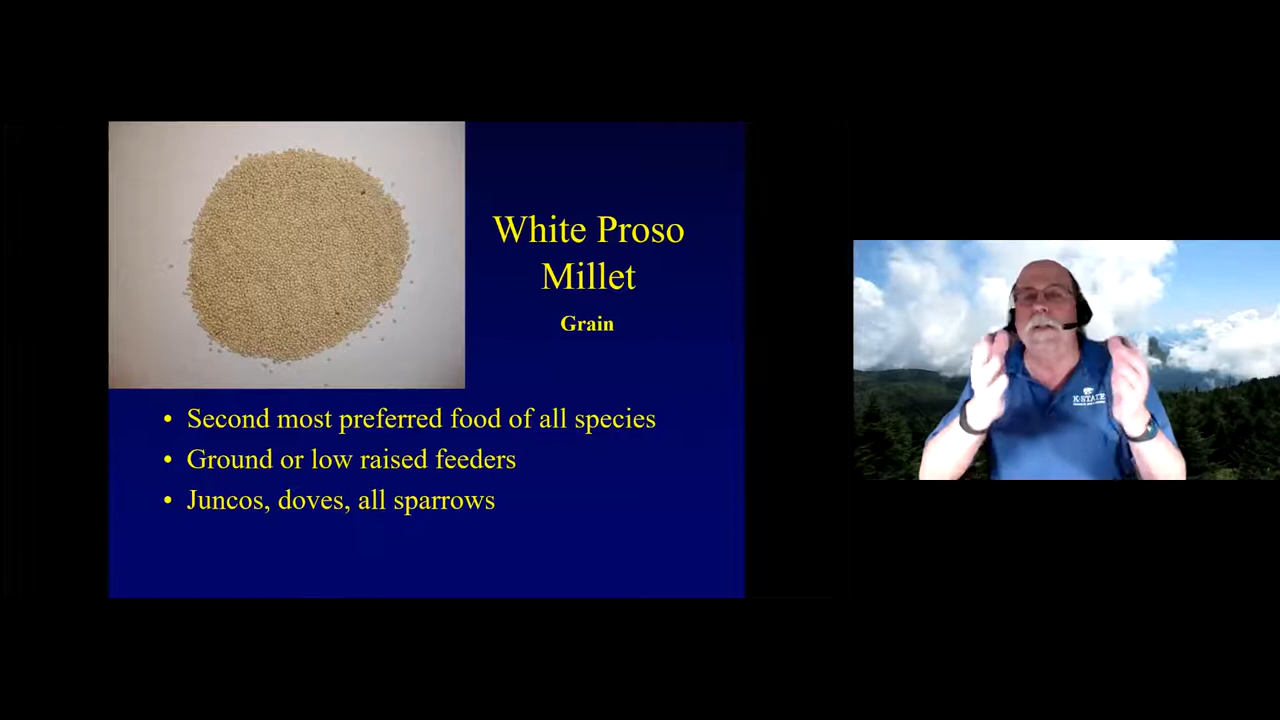 White Proso
Millet
Grain
• Second most preferred food of all species
• Ground or low raised feeders
• Juncos, doves, all sparrows
K-STATE